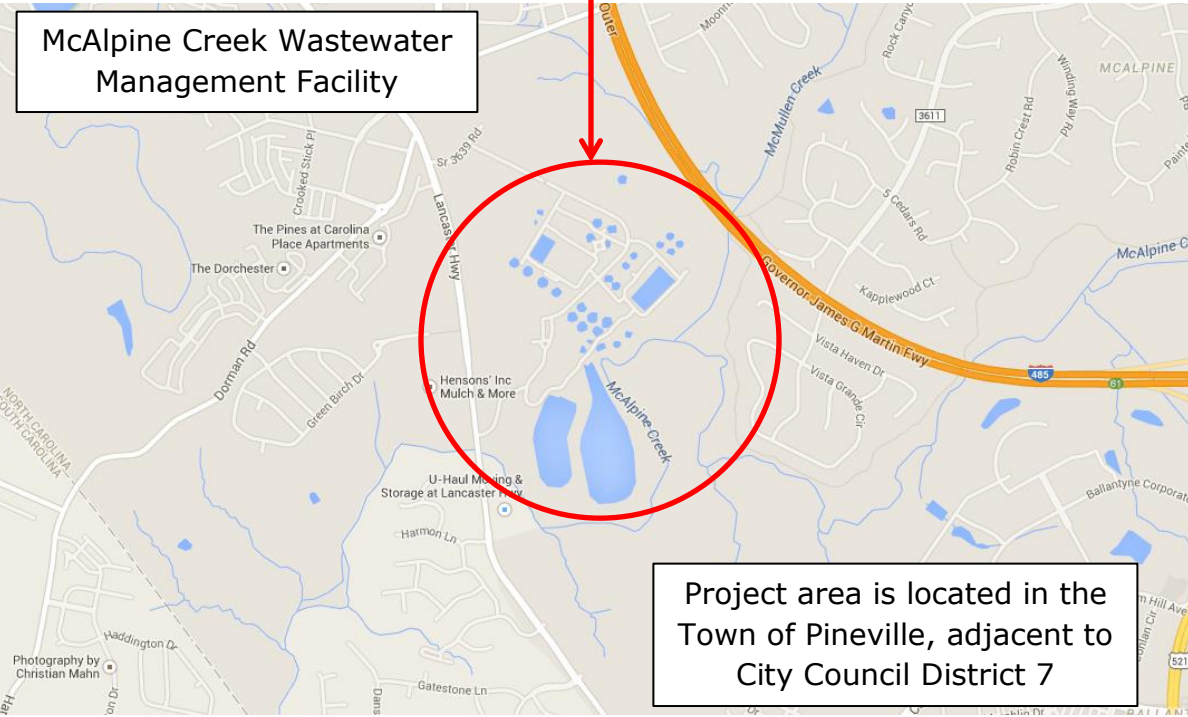 McAlpine Creek Wastewater
Management Facility
Outer
Rock Canyo
MCALPINE
Winding Way Rd
McMullen Creek
3611
Robin Crest Rd
Sr 3639 Rd
Crooked Stick Pl
Lancaster Hwy
S Cedars Rd
The Pines at Carolina
Place Apartments
The Dorchester
McAlpine C
Governor James G Martin Fwy
Kapplewood Ct
Vista Haven Dr
485
61
Dorman Rd
Green Birch Dr
Hensons' Inc
Mulch & More
McAlpine Creek
Vista Grande Cir
NORTH CAROLINA
SOUTH CAROLINA
U-Haul Moving &
Storage at Lancaster Hwy
Ballantyne Corporate
Harmon Ln
Project area is located in the
Town of Pineville, adjacent to
City Council District 7
m Hill Ave
521
Haddington Dr
Photography by
Christian Mahn
Gatestone Ln